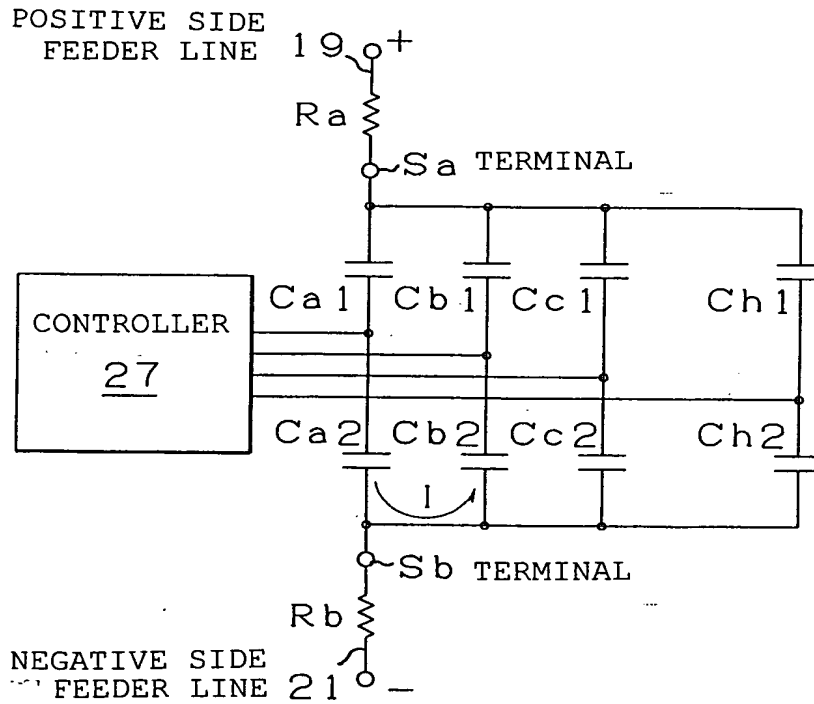 POSITIVE SIDE
FEEDER LINE 19 +
Ra
Sa TERMINAL
Ca1 Cb1 Cc1 Ch1
CONTROLLER
27
Ca2 Cb2 Cc2 Ch2
I
Sb TERMINAL
Rb
NEGATIVE SIDE
FEEDER LINE 21 -